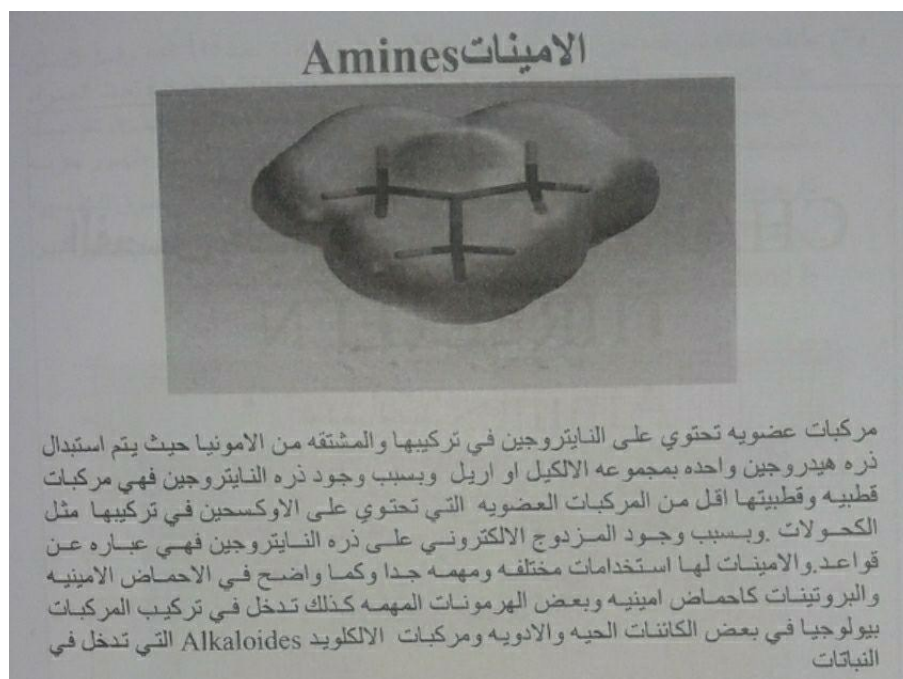 الامينات Amines
مركبات عضويه تحتوي على النايتروجين في تركيبها والمشتقه من الامونيا حيث يتم استبدال
ذره هيدروجين واحده بمجموعه الالكيل او اريل وبسبب وجود ذره النايتروجين فهي مركبات
قطبيه وقطبيتها اقل من المركبات العضويه التي تحتوي على الاوكسحين في تركيبها مثل
الكحولات .وبسبب وجود المزدوج الالكتروني على ذره النايتروجين فهي عباره عن
قواعد.والامينات لها استخدامات مختلفه ومهمه جدا وكما واضح في الاحماض الامينيه
والبروتينات كاحماض امينيه وبعض الهرمونات المهمه كذلك تدخل في تركيب المركبات
بيولوجيا في بعض الكائنات الحيه والادويه ومركبات الالكلويد Alkaloides التي تدخل في
النباتات